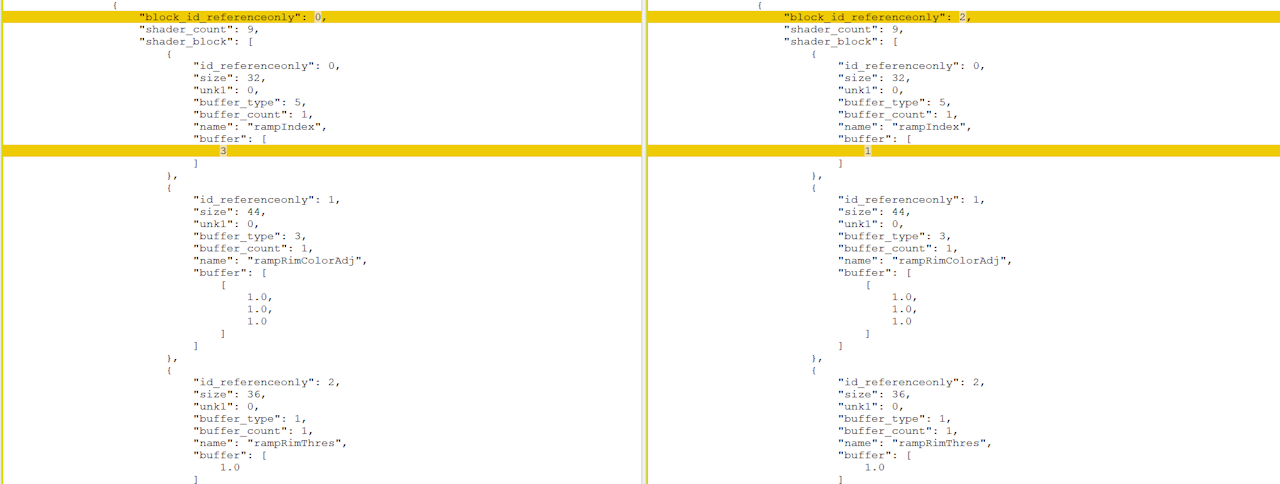 {
"block_id_referenceonly": 0,
"shader_count": 9,
"shader_block": [
{
"id_referenceonly": 0,
"size": 32,
"unk1": 0,
"buffer_type": 5,
"buffer_count": 1,
"name": "rampIndex",
"buffer": [
3
]
},
{
"id_referenceonly": 1,
"size": 44,
"unk1": 0,
"buffer_type": 3,
"buffer_count": 1,
"name": "rampRimColorAdj",
"buffer": [
[
1.0,
1.0,
1.0
]
]
},
{
"id_referenceonly": 2,
"size": 36,
"unk1": 0,
"buffer_type": 1,
"buffer_count": 1,
"name": "rampRimThres",
"buffer": [
1.0
]
{
"block_id_referenceonly": 2,
"shader_count": 9,
"shader_block": [
{
"id_referenceonly": 0,
"size": 32,
"unk1": 0,
"buffer_type": 5,
"buffer_count": 1,
"name": "rampIndex",
"buffer": [
1
]
},
{
"id_referenceonly": 1,
"size": 44,
"unk1": 0,
"buffer_type": 3,
"buffer_count": 1,
"name": "rampRimColorAdj",
"buffer": [
[
1.0,
1.0,
1.0
]
]
},
{
"id_referenceonly": 2,
"size": 36,
"unk1": 0,
"buffer_type": 1,
"buffer_count": 1,
"name": "rampRimThres",
"buffer": [
1.0
]